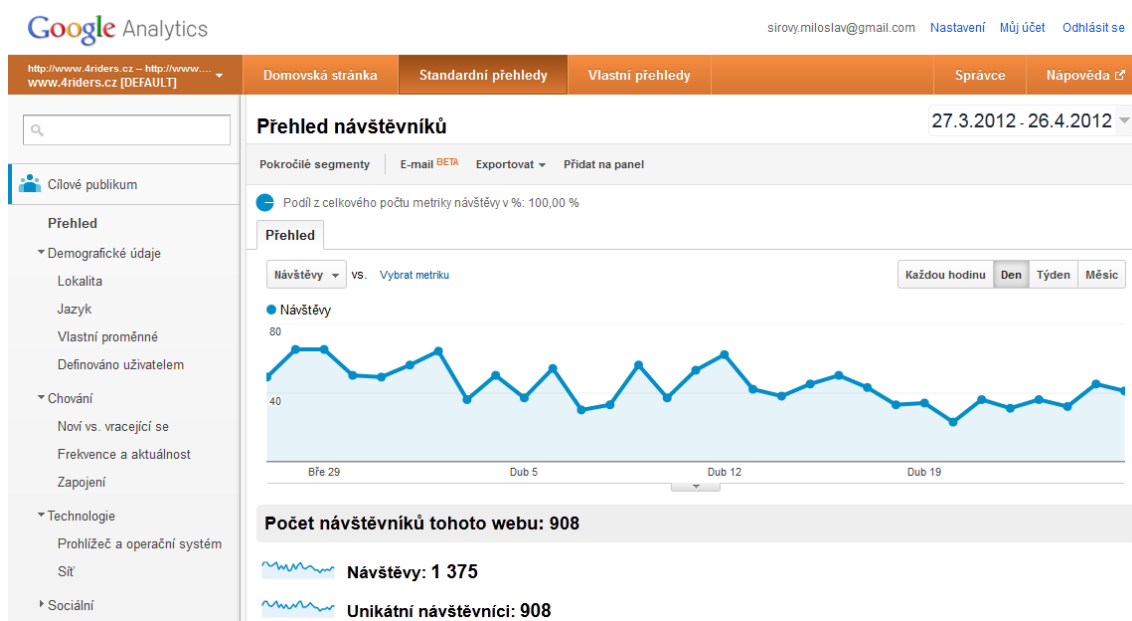 Google Analytics
sirovy.miloslav@gmail.com Nastavení Můj účet Odhlásit se
http://www.4riders.cz – http://www....
www.4riders.cz [DEFAULT]
Domovská stránka Standardní přehledy Vlastní přehledy Správce Nápověda
Přehled návštěvníků
27.3.2012 - 26.4.2012
Pokročilé segmenty E-mail BETA Exportovat Přidat na panel
Cílové publikum
Podíl z celkového počtu metriky návštěvy v %: 100,00 %
Přehled
Přehled
Demografické údaje
Lokalita
Jazyk
Vlastní proměnné
Definováno uživatelem
Chování
Noví vs. vracející se
Frekvence a aktuálnost
Zapojení
Technologie
Prohlížeč a operační systém
Síť
Sociální
Návštěvy vs. Vybrat metriku
Každou hodinu Den Týden Měsíc
Návštěvy
80
40
Bře 29 Dub 5 Dub 12 Dub 19
Počet návštěvníků tohoto webu: 908
Návštěvy: 1 375
Unikátní návštěvníci: 908